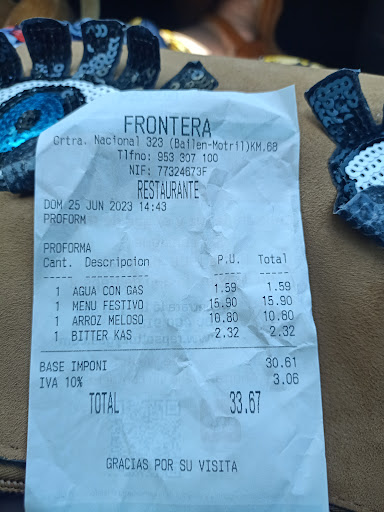 FRONTERA
Crtra. Nacional 323 (Bailen-Motril)KM.68
Tlfno: 953 307 100
NIF: 77324673F
RESTAURANTE
DOM 25 JUN 2023 14:43
PROFORM
PROFORMA
Cant. Descripcion P.U. Total
1 AGUA CON GAS 1.59 1.59
1 MENU FESTIVO 15.90 15.90
1 ARROZ MELOSO 10.80 10.80
1 BITTER KAS 2.32 2.32
BASE IMPONI 30.61
IVA 10% 3.06
TOTAL 33.67
GRACIAS POR SU VISITA